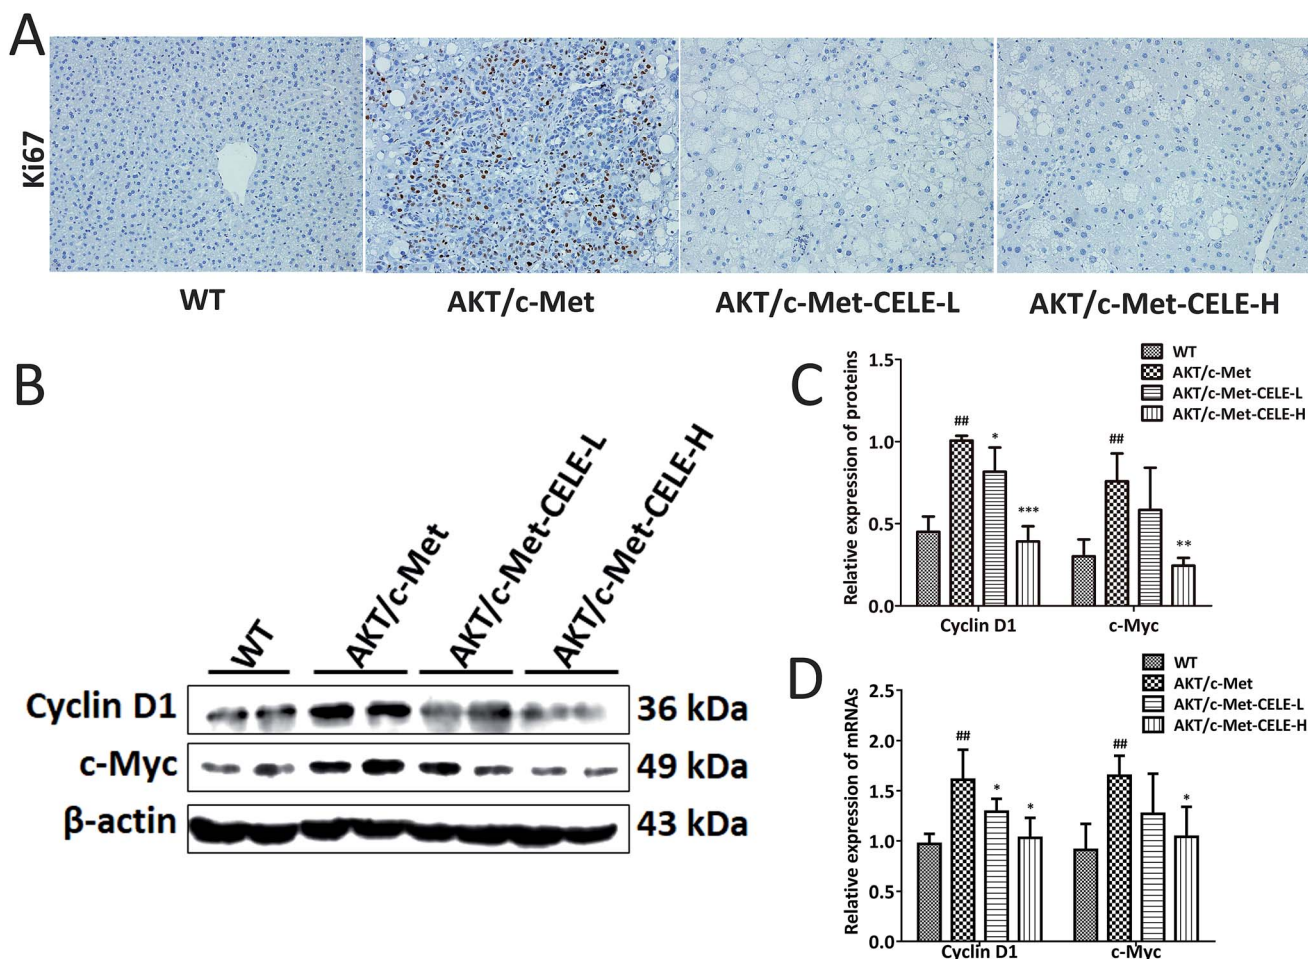 A
Ki67
WT
AKT/c-Met
AKT/c-Met-CELE-L
AKT/c-Met-CELE-H
B
WT
AKT/c-Met
AKT/c-Met-CELE-L
AKT/c-Met-CELE-H
Cyclin D1
36 kDa
c-Myc
49 kDa
β-actin
43 kDa
C
Relative expression of proteins
1.5
1.0
0.5
0.0
WT
AKT/c-Met
AKT/c-Met-CELE-L
AKT/c-Met-CELE-H
##
*
***
##
**
Cyclin D1
c-Myc
D
Relative expression of mRNAs
2.5
2.0
1.5
1.0
0.5
0.0
WT
AKT/c-Met
AKT/c-Met-CELE-L
AKT/c-Met-CELE-H
##
*
*
##
*
Cyclin D1
c-Myc